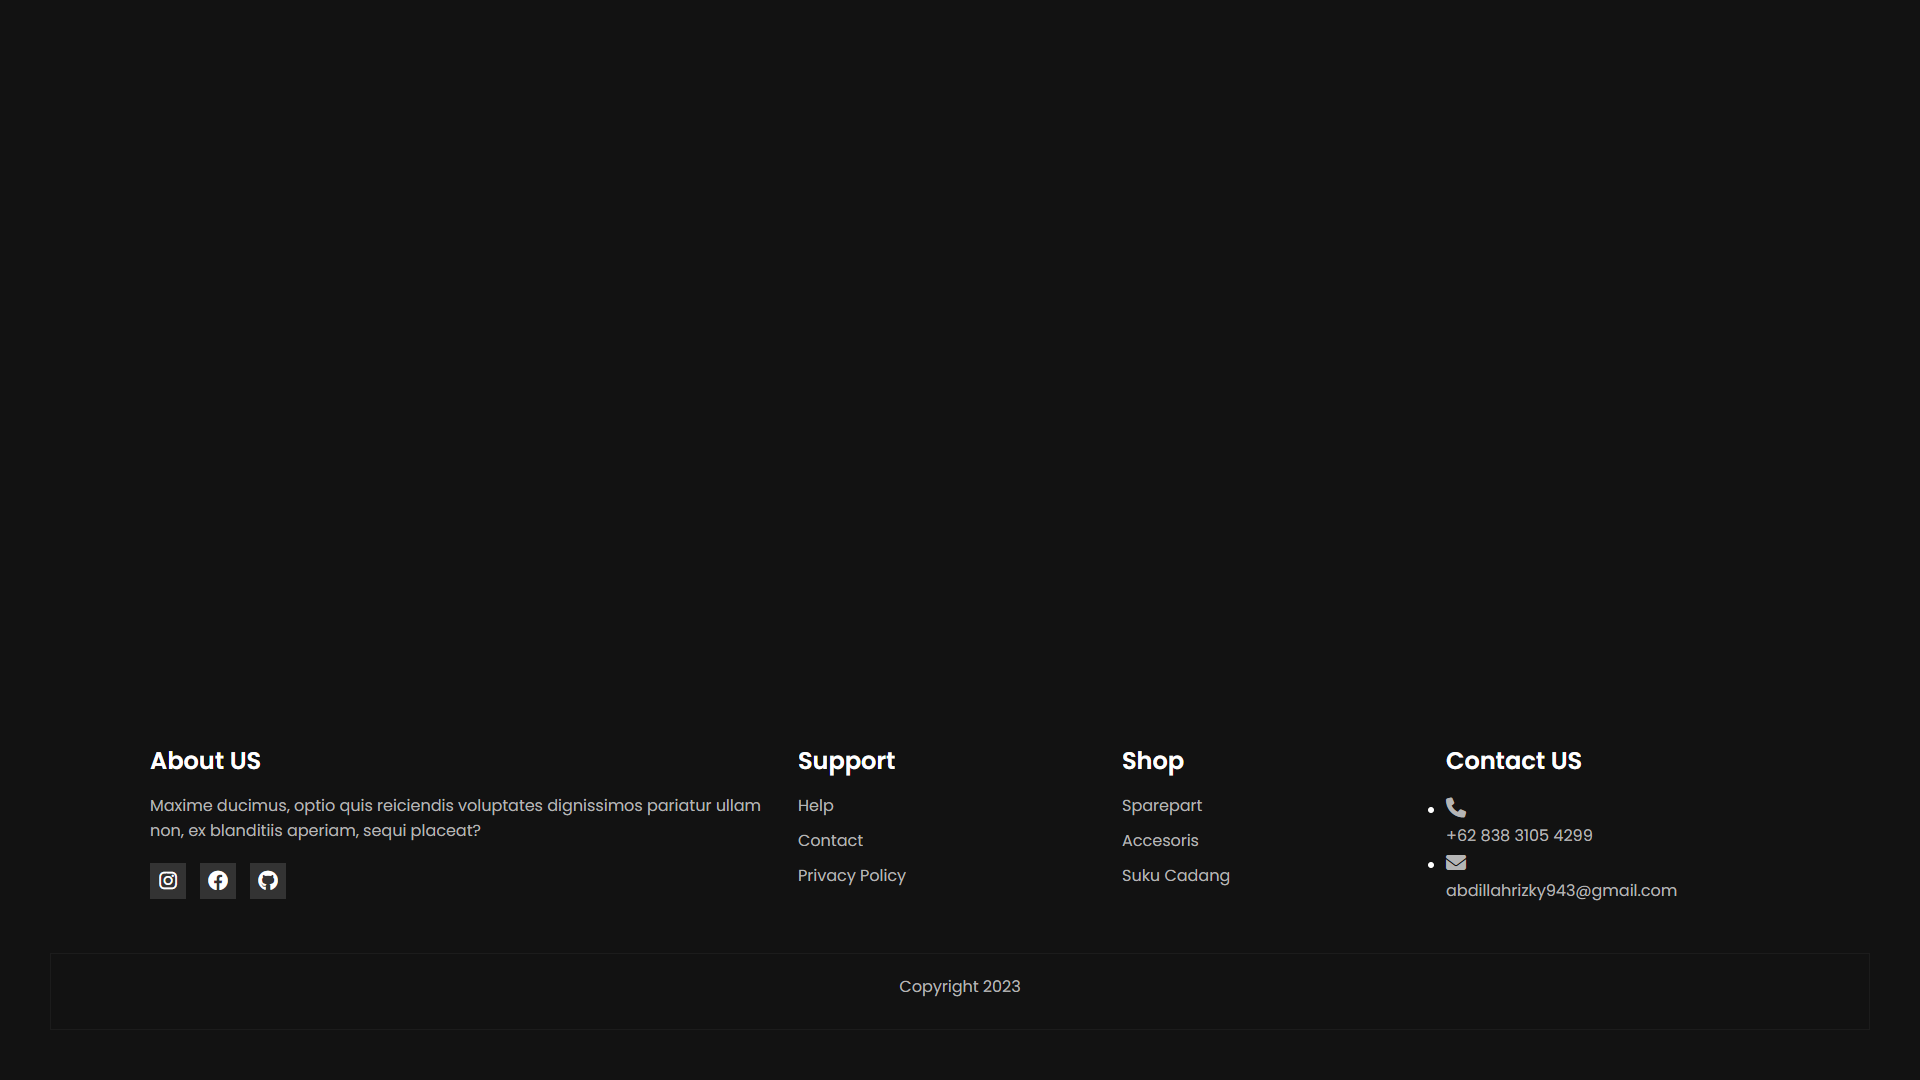 About US
Maxime ducimus, optio quis reiciendis voluptates dignissimos pariatur ullam
non, ex blanditiis aperiam, sequi placeat?
Support
Help
Contact
Privacy Policy
Shop
Sparepart
Accesoris
Suku Cadang
Contact US
+62 838 3105 4299
abdillahrizky943@gmail.com
Copyright 2023